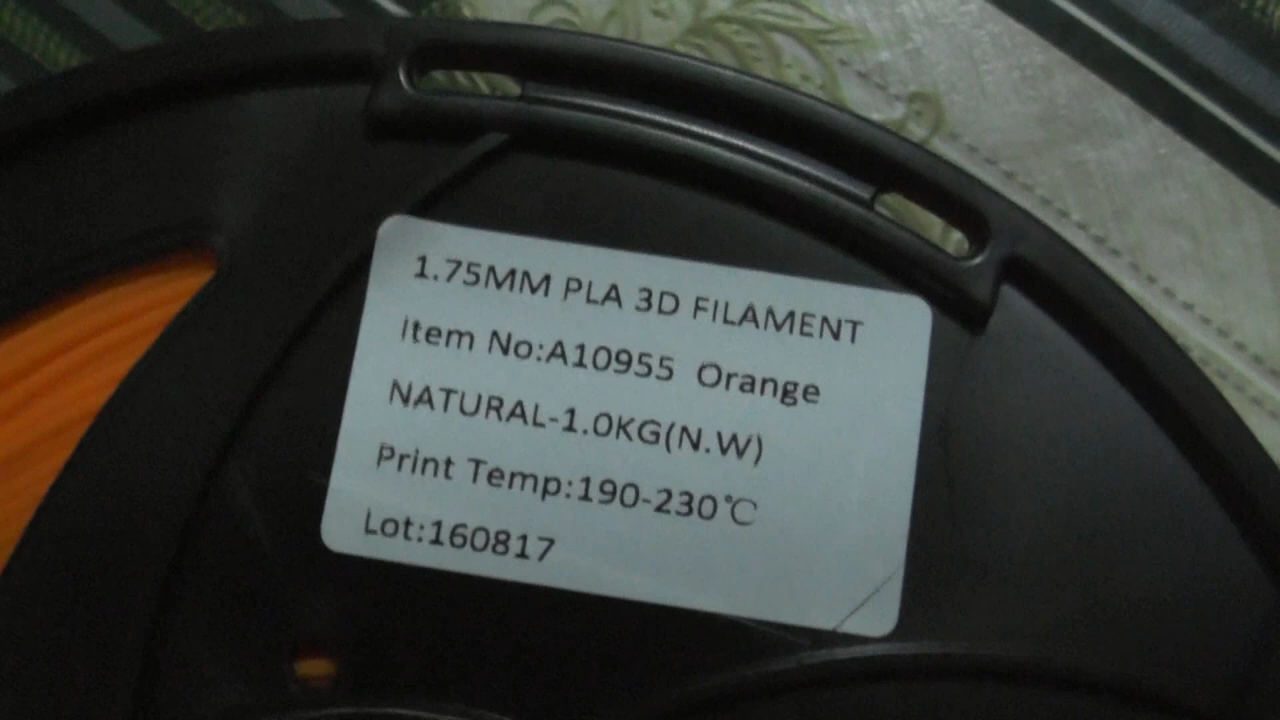 1.75MM PLA 3D FILAMENT
Item No:A10955 Orange
NATURAL-1.0KG(N.W)
Print Temp:190-230℃
Lot:160817